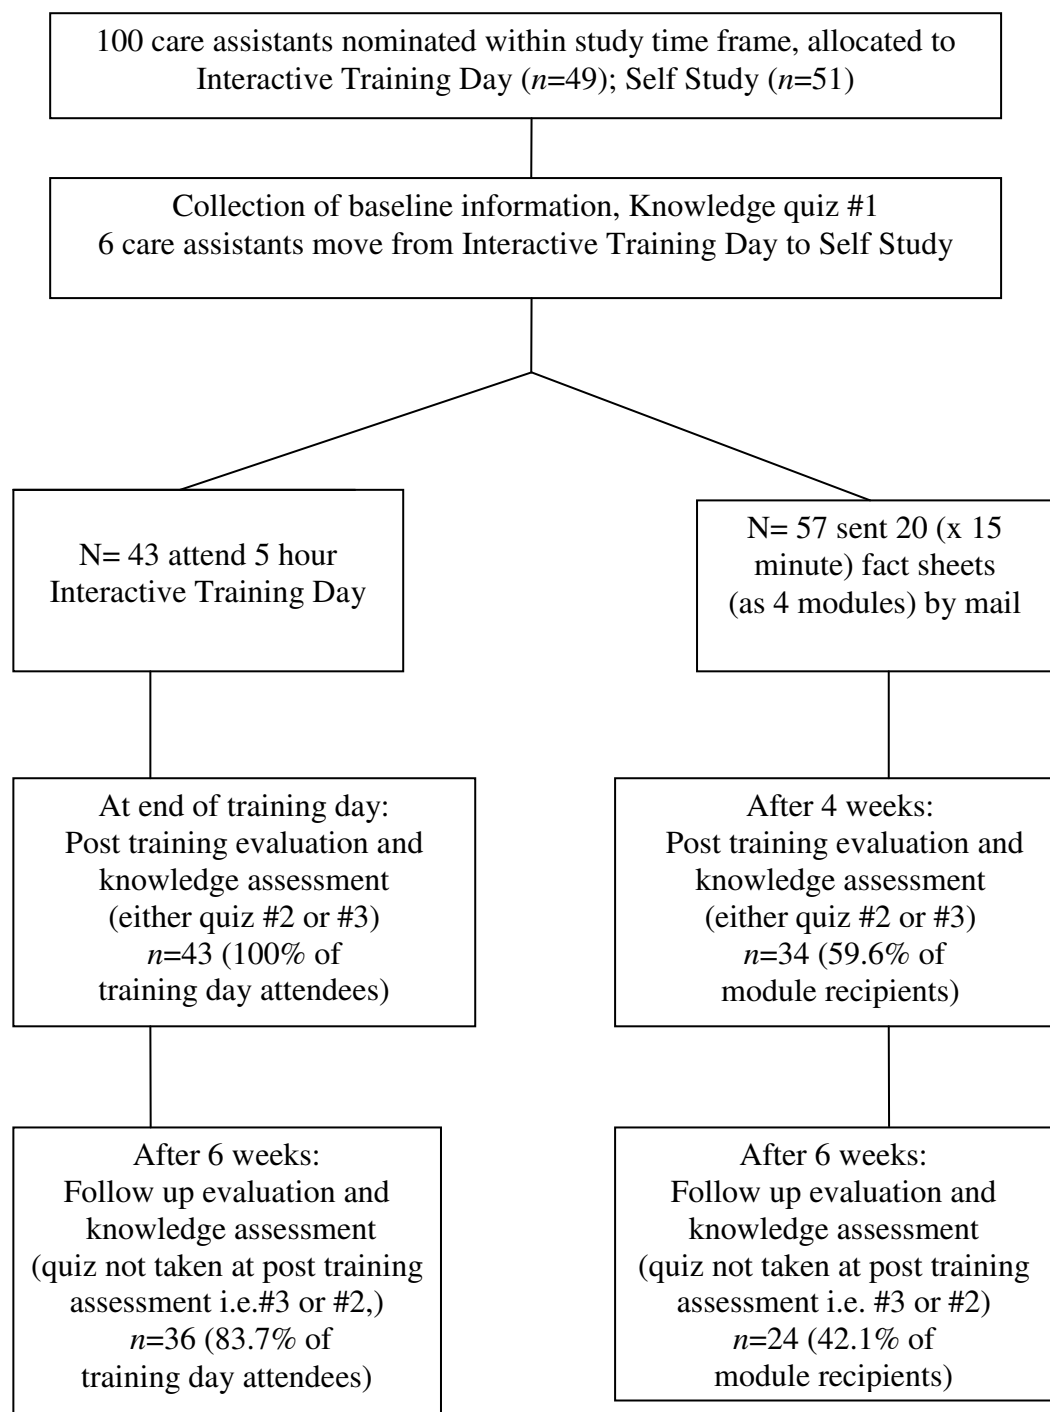 100 care assistants nominated within study time frame, allocated to
Interactive Training Day (n=49); Self Study (n=51)
Collection of baseline information, Knowledge quiz #1
6 care assistants move from Interactive Training Day to Self Study
N= 43 attend 5 hour
Interactive Training Day
N= 57 sent 20 (x 15
minute) fact sheets
(as 4 modules) by mail
At end of training day:
Post training evaluation and
knowledge assessment
(either quiz #2 or #3)
n=43 (100% of
training day attendees)
After 4 weeks:
Post training evaluation and
knowledge assessment
(either quiz #2 or #3)
n=34 (59.6% of
module recipients)
After 6 weeks:
Follow up evaluation and
knowledge assessment
(quiz not taken at post training
assessment i.e.#3 or #2,)
n=36 (83.7% of
training day attendees)
After 6 weeks:
Follow up evaluation and
knowledge assessment
(quiz not taken at post training
assessment i.e. #3 or #2)
n=24 (42.1% of
module recipients)